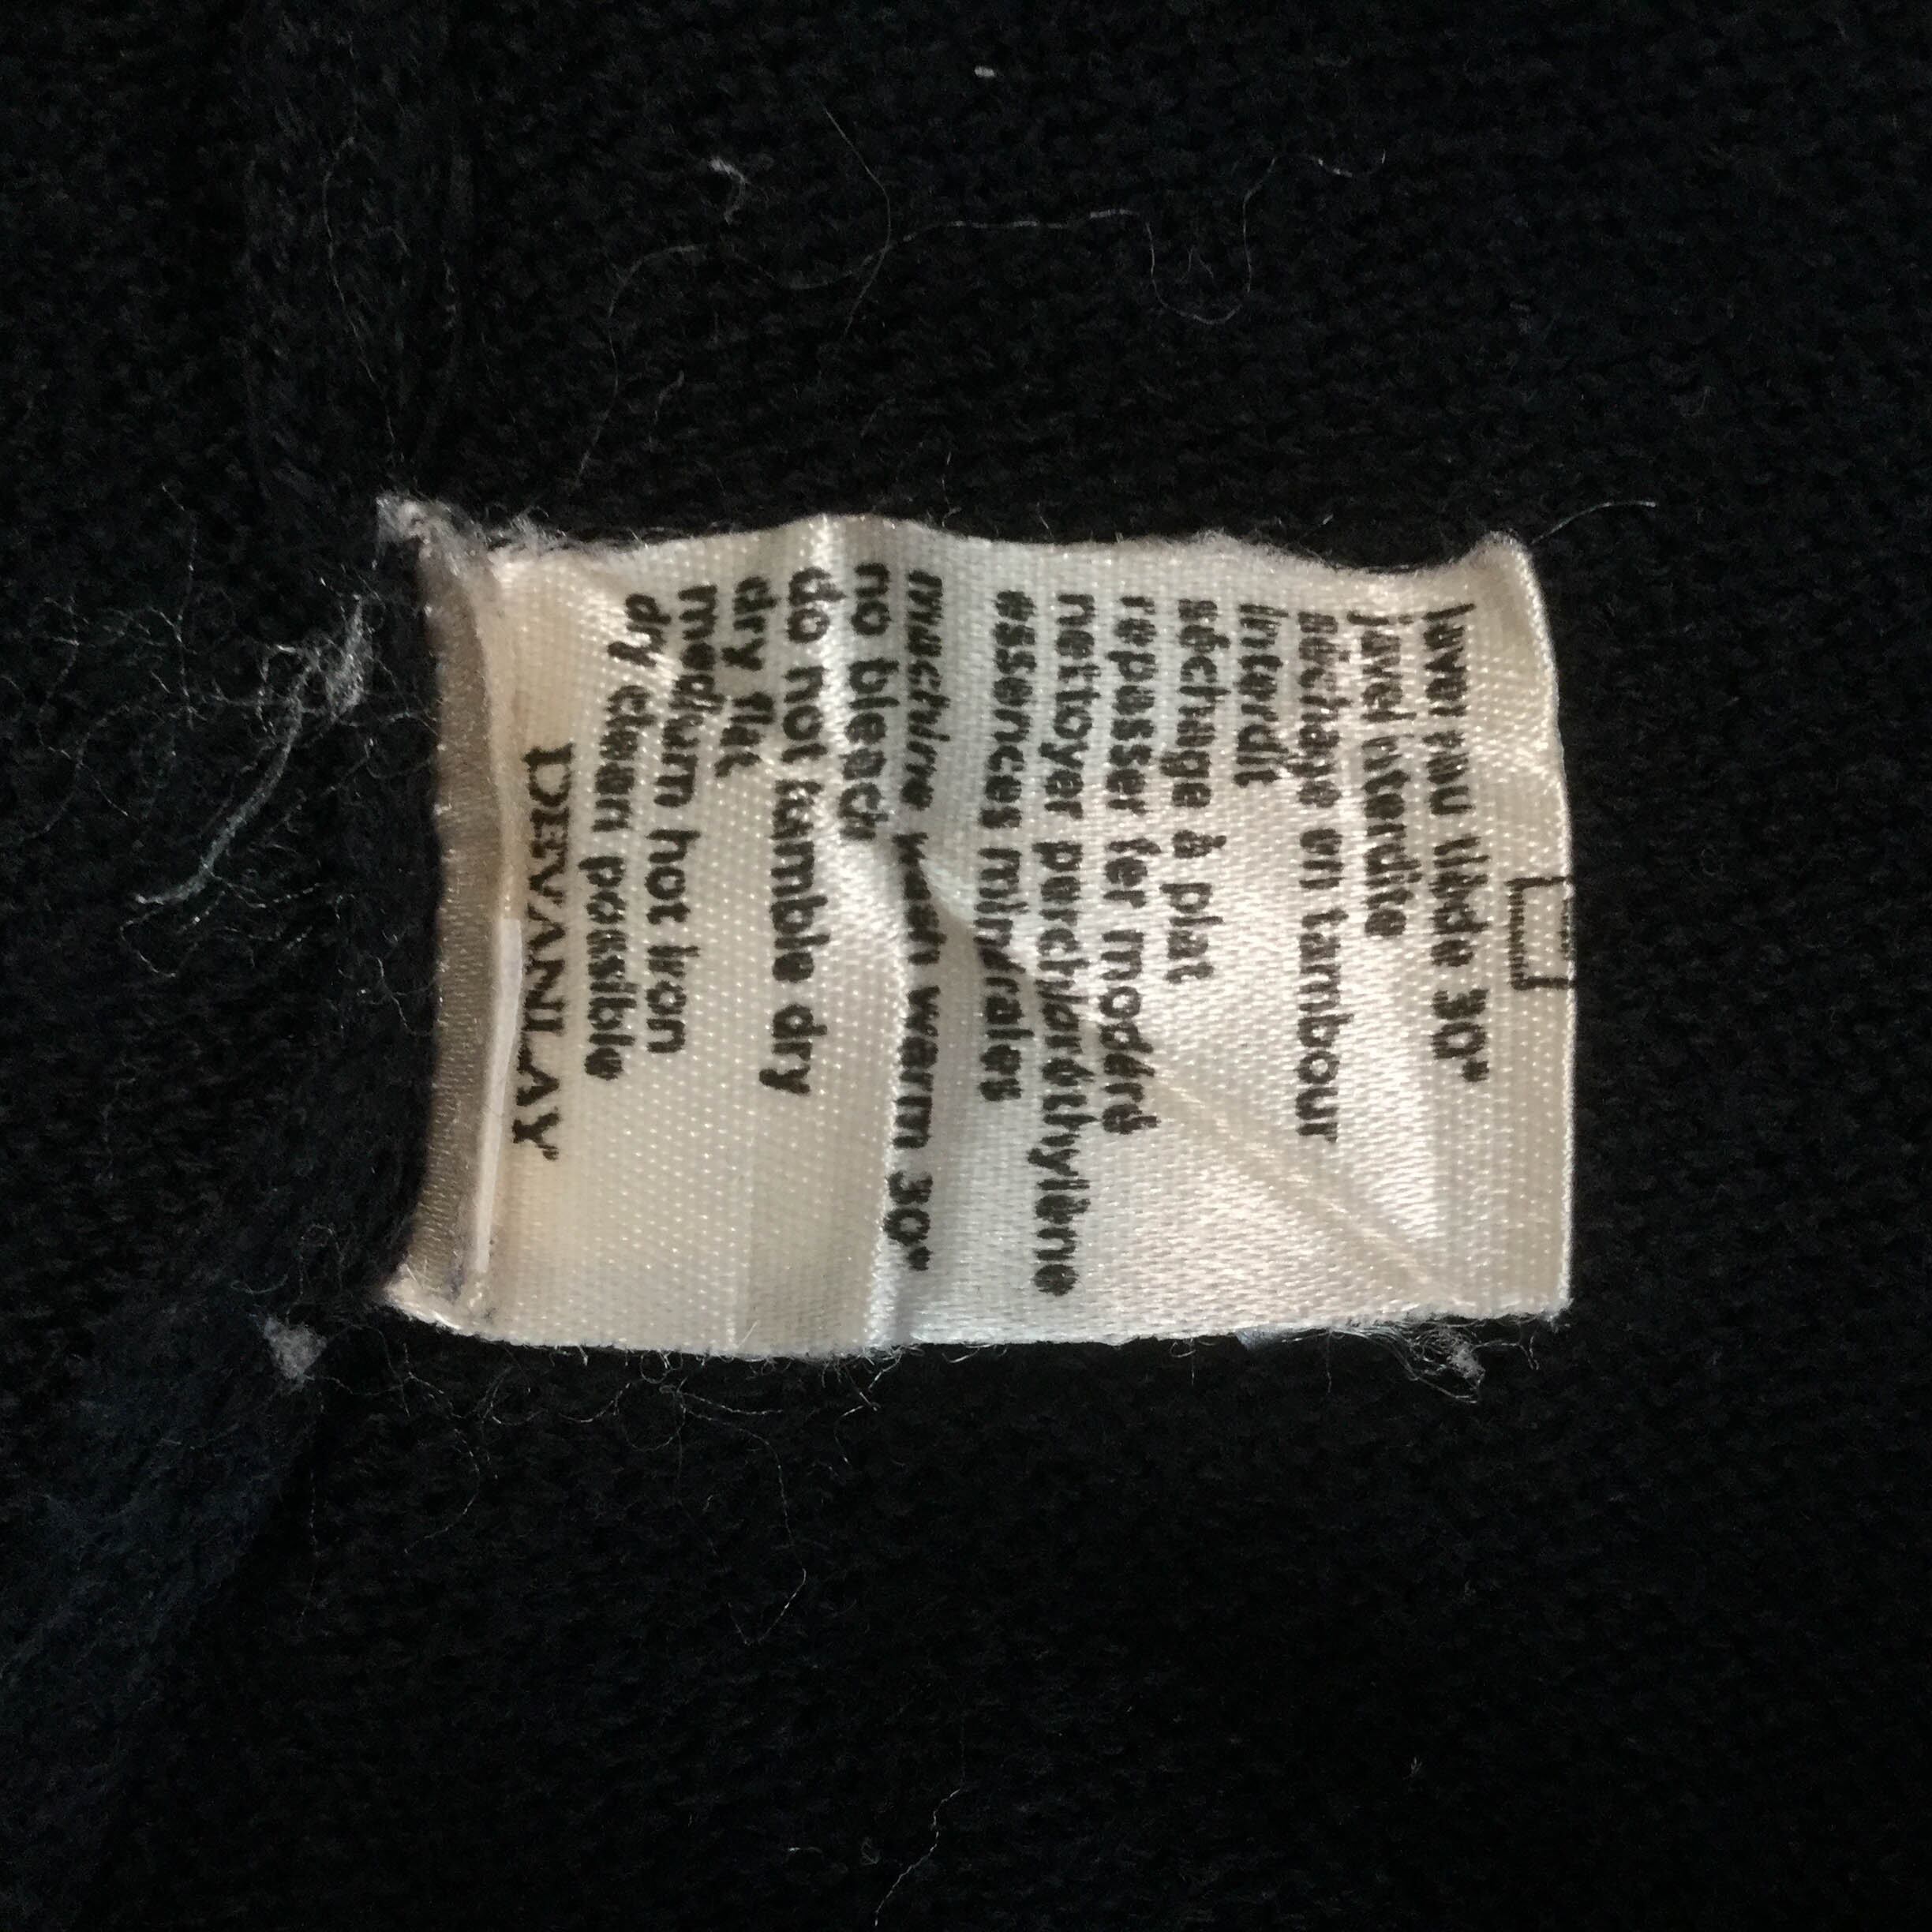 laver eau tiède 30°
javel interdite
séchage en tambour
interdit
séchage à plat
repasser fer modéré
nettoyer perchloréthylène
essences minérales
machine wash warm 30°
no bleach
do not tumble dry
dry flat
medium hot iron
dry clean possible
DEVANLAY